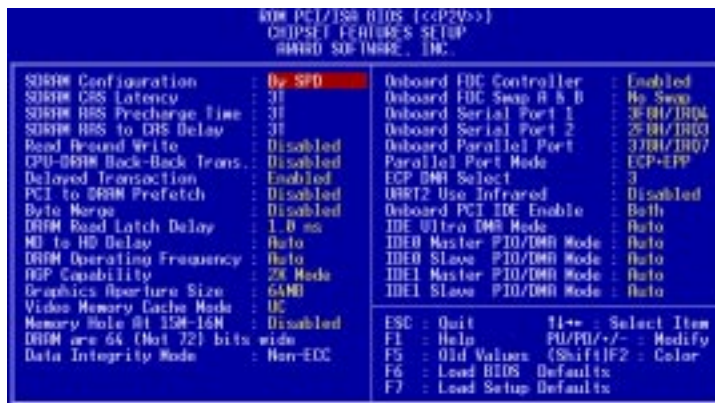 ROM PCI/ISA BIOS (<<P2V>>)
CHIPSET FEATURES SETUP
AWARD SOFTWARE, INC.
SDRAM Configuration : By SPD
SDRAM CAS Latency : 3T
SDRAM RAS Precharge Time : 3T
SDRAM RAS to CAS Delay : 3T
Read Around Write : Disabled
CPU-DRAM Back-Back Trans.: Disabled
Delayed Transaction : Enabled
PCI to DRAM Prefetch : Disabled
Byte Merge : Disabled
DRAM Read Latch Delay : 1.0 ns
MD to HD Delay : Auto
DRAM Operating Frequency : Auto
AGP Capability : 2X Mode
Graphics Aperture Size : 64MB
Video Memory Cache Mode : UC
Memory Hole At 15M-16M : Disabled
DRAM are 64 (Not 72) bits wide
Data Integrity Mode : Non-ECC
Onboard FDC Controller : Enabled
Onboard FDC Swap A & B : No Swap
Onboard Serial Port 1 : 3F8H/IRQ4
Onboard Serial Port 2 : 2F8H/IRQ3
Onboard Parallel Port : 378H/IRQ7
Parallel Port Mode : ECP+EPP
ECP DMA Select : 3
UART2 Use Infrared : Disabled
Onboard PCI IDE Enable : Both
IDE Ultra DMA Mode : Auto
IDE0 Master PIO/DMA Mode : Auto
IDE0 Slave PIO/DMA Mode : Auto
IDE1 Master PIO/DMA Mode : Auto
IDE1 Slave PIO/DMA Mode : Auto
ESC : Quit ↑↓→← : Select Item
F1 : Help PU/PD/+/- : Modify
F5 : Old Values (Shift)F2 : Color
F6 : Load BIOS Defaults
F7 : Load Setup Defaults